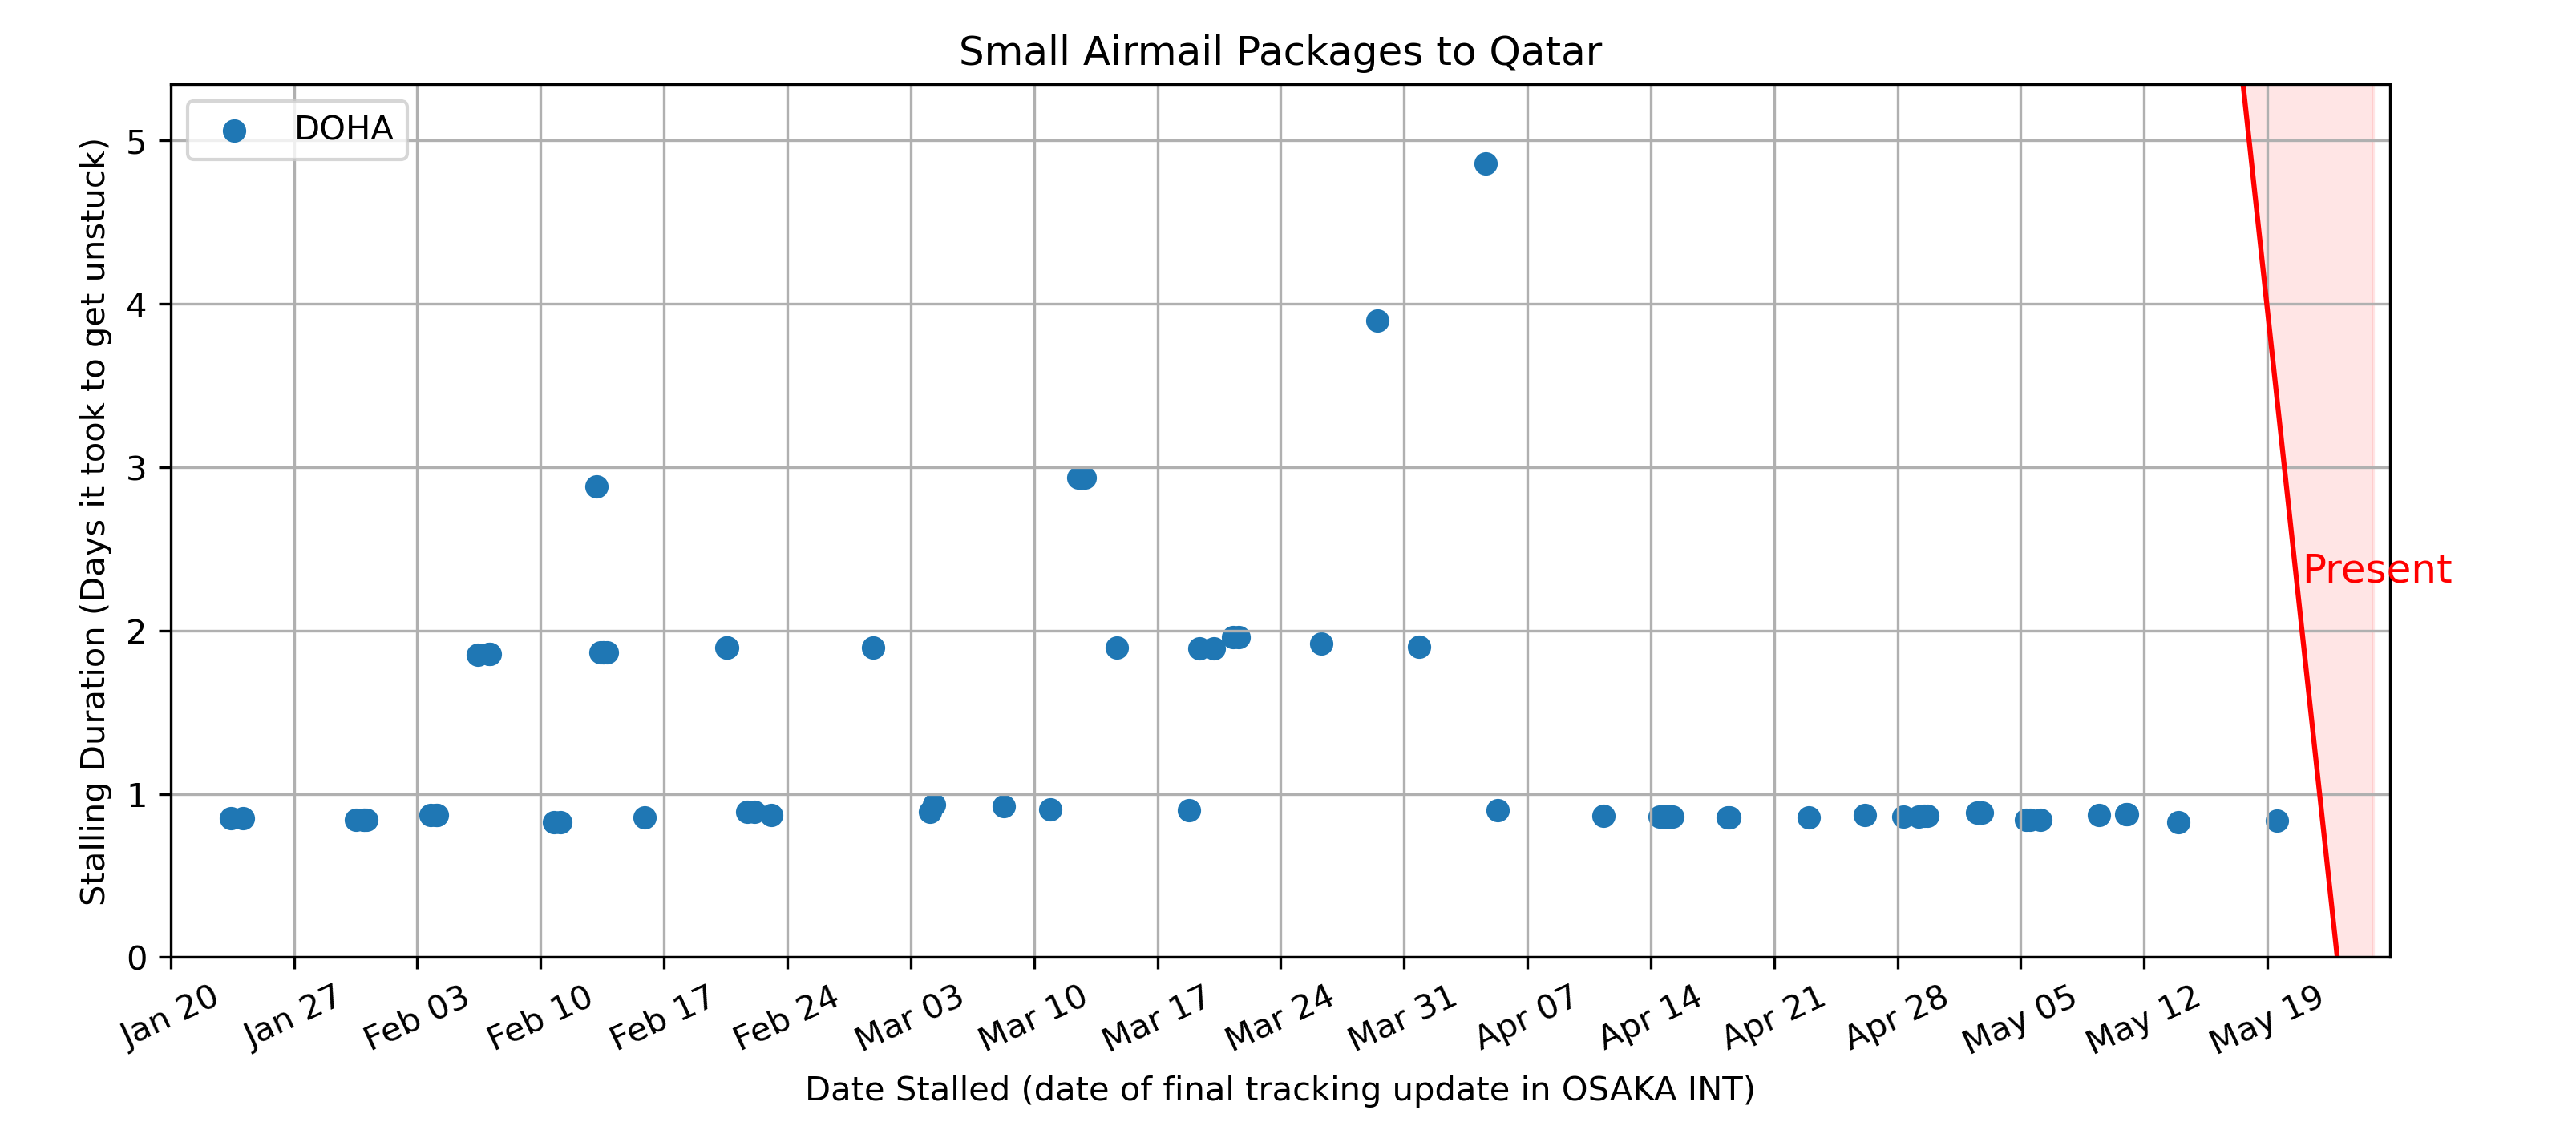 Small Airmail Packages to Qatar
DOHA
Stalling Duration (Days it took to get unstuck)
5
4
3
2
1
0
Present
Jan 20
Jan 27
Feb 03
Feb 10
Feb 17
Feb 24
Mar 03
Mar 10
Mar 17
Mar 24
Mar 31
Apr 07
Apr 14
Apr 21
Apr 28
May 05
May 12
May 19
Date Stalled (date of final tracking update in OSAKA INT)